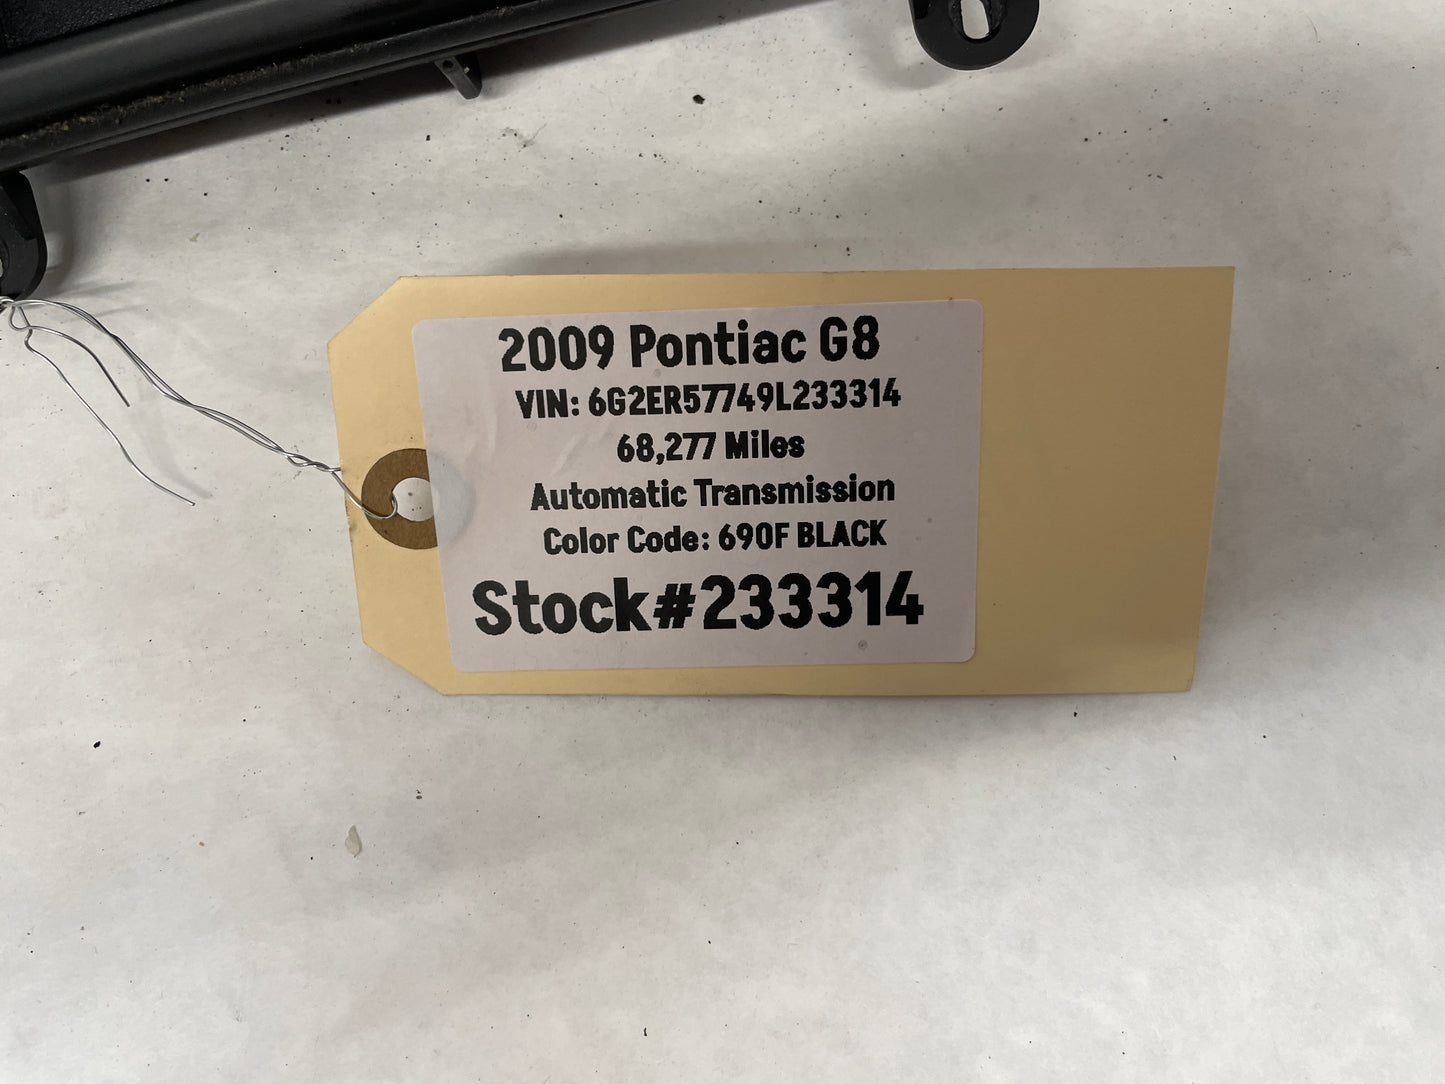 2009 Pontiac G8
VIN: 6G2ER57749L233314
68,277 Miles
Automatic Transmission
Color Code: 690F BLACK
Stock#233314